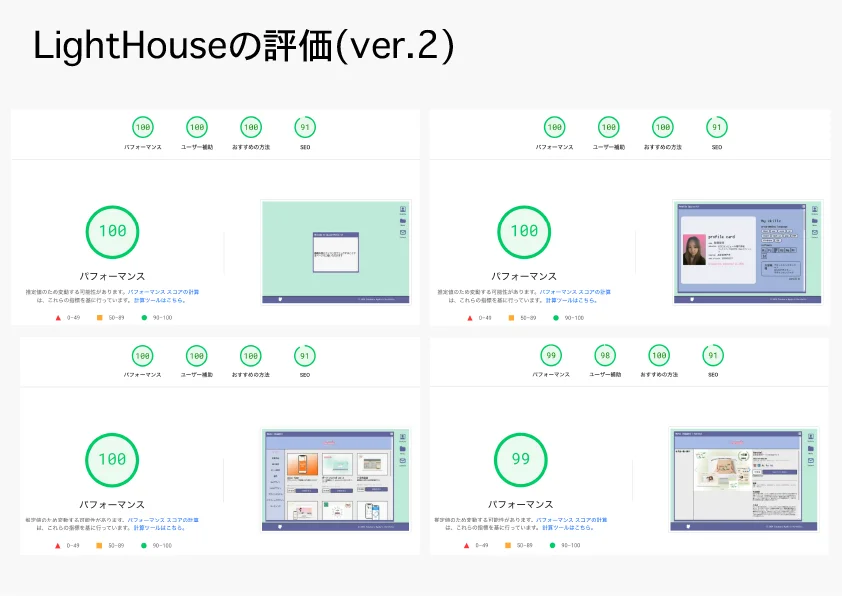 LightHouseの評価(ver.2)
100 100 100 91
パフォーマンス ユーザー補助 おすすめの方法 SEO
100
パフォーマンス
推定値のため変動する可能性があります。パフォーマンス スコアの計算
は、これらの指標を基に行っています。計算ツールはこちら。
0–49 50–89 90–100
100 100 100 91
パフォーマンス ユーザー補助 おすすめの方法 SEO
100
パフォーマンス
推定値のため変動する可能性があります。パフォーマンス スコアの計算
は、これらの指標を基に行っています。計算ツールはこちら。
0–49 50–89 90–100
My skills
profile card
100 100 100 91
パフォーマンス ユーザー補助 おすすめの方法 SEO
100
パフォーマンス
推定値のため変動する可能性があります。パフォーマンス スコアの計算
は、これらの指標を基に行っています。計算ツールはこちら。
0–49 50–89 90–100
99 98 100 91
パフォーマンス ユーザー補助 おすすめの方法 SEO
99
パフォーマンス
推定値のため変動する可能性があります。パフォーマンス スコアの計算
は、これらの指標を基に行っています。計算ツールはこちら。
0–49 50–89 90–100